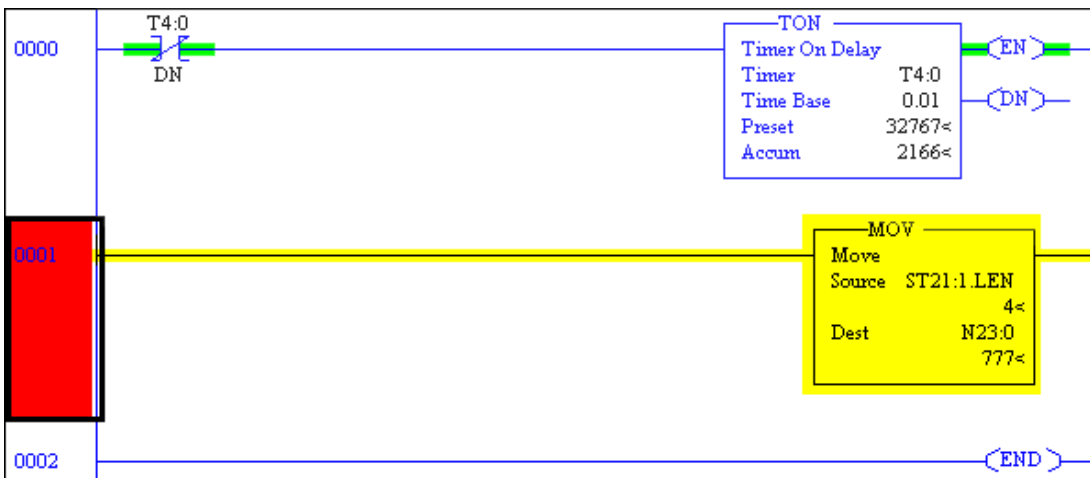 T4:0
TON
0000
EN
Timer On Delay
DN
Timer T4:0
Time Base 0.01
DN
Preset 32767<
Accum 2166<
MOV
0001
Move
Source ST21:1.LEN
4<
Dest N23:0
777<
0002
END